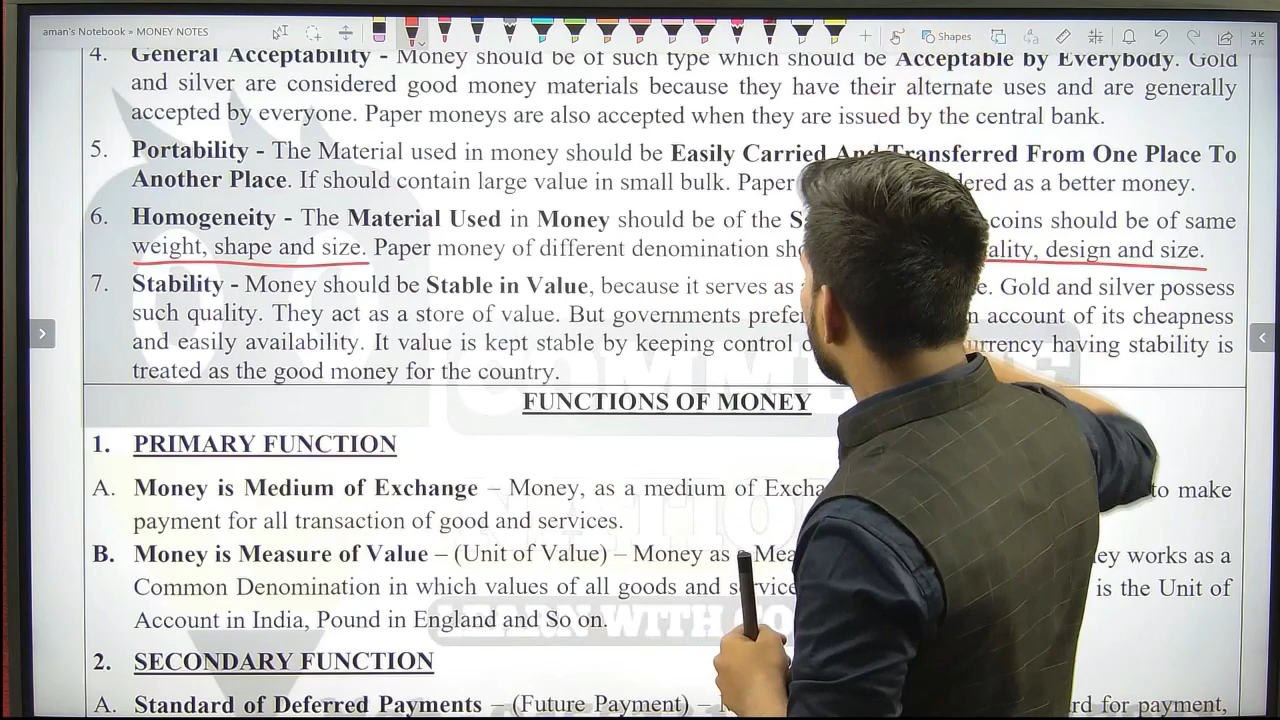 aman's Notebook » MONEY NOTES
Shapes
4. General Acceptability - Money should be of such type which should be Acceptable by Everybody. Gold
and silver are considered good money materials because they have their alternate uses and are generally
accepted by everyone. Paper moneys are also accepted when they are issued by the central bank.
5. Portability - The Material used in money should be Easily Carried And Transferred From One Place To
Another Place. If should contain large value in small bulk. Paper as a better money.
6. Homogeneity - The Material Used in Money should be of the coins should be of same
weight, shape and size. Paper money of different denomination design and size.
7. Stability - Money should be Stable in Value, because it serves as Gold and silver possess
such quality. They act as a store of value. But governments account of its cheapness
and easily availability. It value is kept stable by keeping control having stability is
treated as the good money for the country.
FUNCTIONS OF MONEY
1. PRIMARY FUNCTION
A. Money is Medium of Exchange – Money, as a medium of to make
payment for all transaction of good and services.
B. Money is Measure of Value – (Unit of Value) – Money as a works as a
Common Denomination in which values of all goods and is the Unit of
Account in India, Pound in England and So on.
2. SECONDARY FUNCTION
A. Standard of Deferred Payments – (Future Payment) – for payment,
LEARN WITH